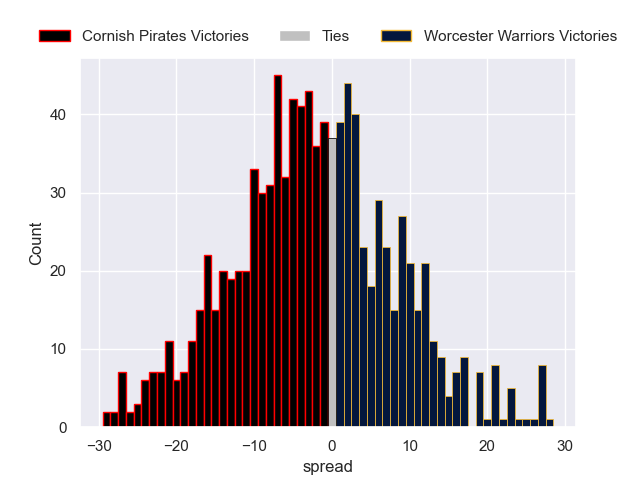 Cornish Pirates Victories Ties Worcester Warriors Victories
40
30
20
10
0
Count
−30 −20 −10 0 10 20 30
spread